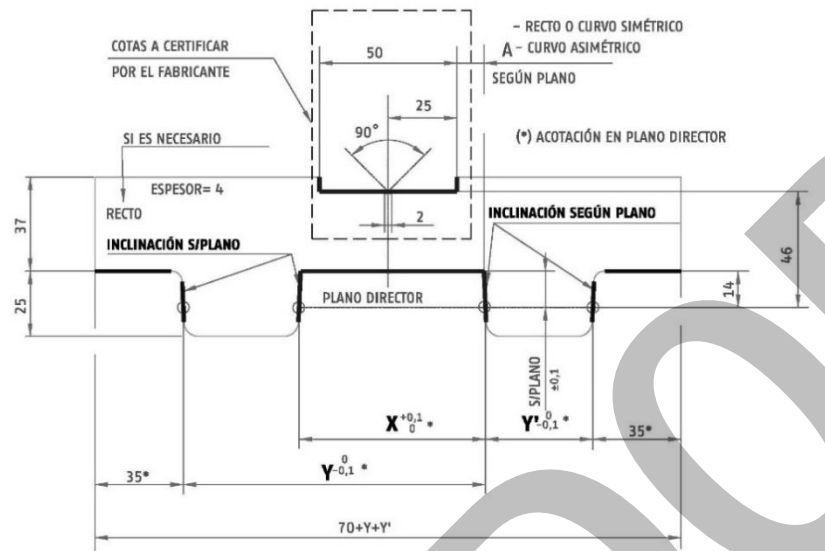 COTAS A CERTIFICAR
POR EL FABRICANTE
50
- RECTO O CURVO SIMÉTRICO
A - CURVO ASIMÉTRICO
SEGÚN PLANO
25
90°
(*) ACOTACIÓN EN PLANO DIRECTOR
SI ES NECESARIO
ESPESOR= 4
RECTO
2
INCLINACIÓN SEGÚN PLANO
INCLINACIÓN S/PLANO
37
46
PLANO DIRECTOR
14
25
S/PLANO
±0,1
X +0,1 0 *
Y' 0 -0,1 *
35*
35*
Y 0 -0,1 *
70+Y+Y'